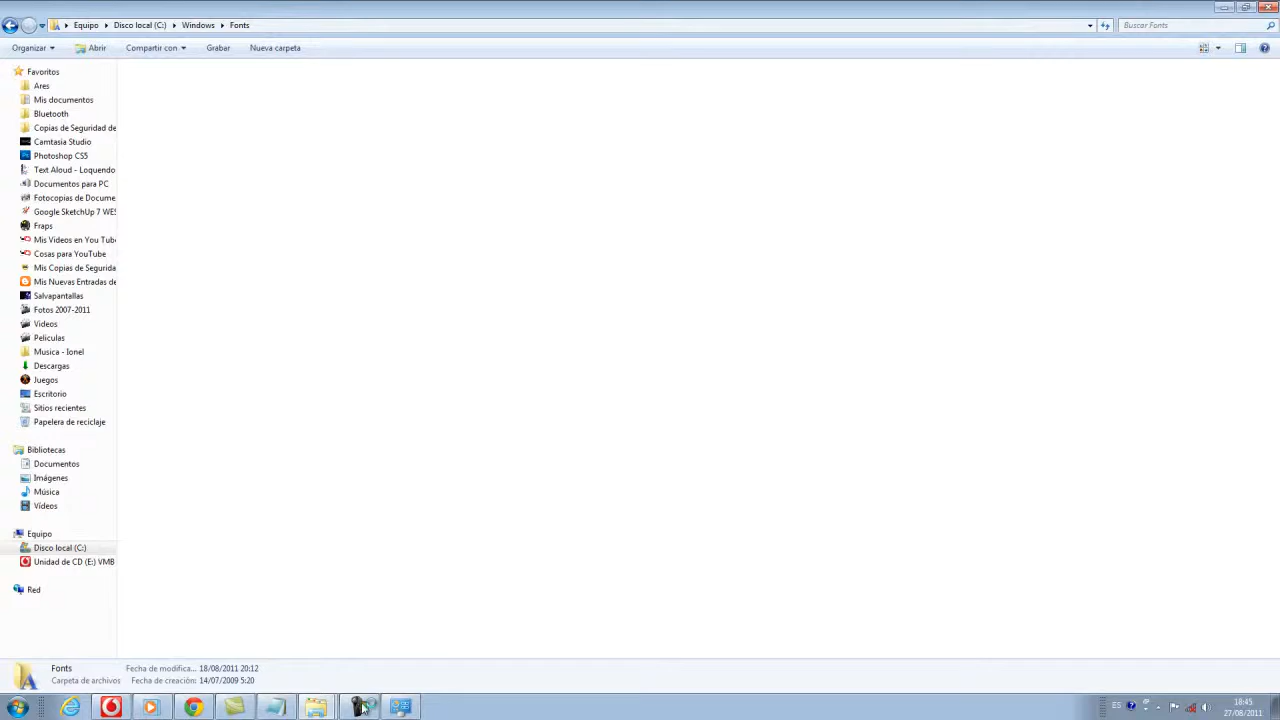 Equipo ▸ Disco local (C:) ▸ Windows ▸ Fonts
Buscar Fonts
Organizar Abrir Compartir con Grabar Nueva carpeta
Favoritos
Ares
Mis documentos
Bluetooth
Copias de Seguridad de
Camtasia Studio
Photoshop CS5
Text Aloud - Loquendo
Documentos para PC
Fotocopias de Docume
Google SketchUp 7 WES
Fraps
Mis Videos en You Tube
Cosas para YouTube
Mis Copias de Segurida
Mis Nuevas Entradas de
Salvapantallas
Fotos 2007-2011
Videos
Peliculas
Musica - Ionel
Descargas
Juegos
Escritorio
Sitios recientes
Papelera de reciclaje
Bibliotecas
Documentos
Imágenes
Música
Vídeos
Equipo
Disco local (C:)
Unidad de CD (E:) VMB
Red
Fonts Fecha de modifica... 18/08/2011 20:12
Carpeta de archivos Fecha de creación: 14/07/2009 5:20
ES
18:45
27/08/2011